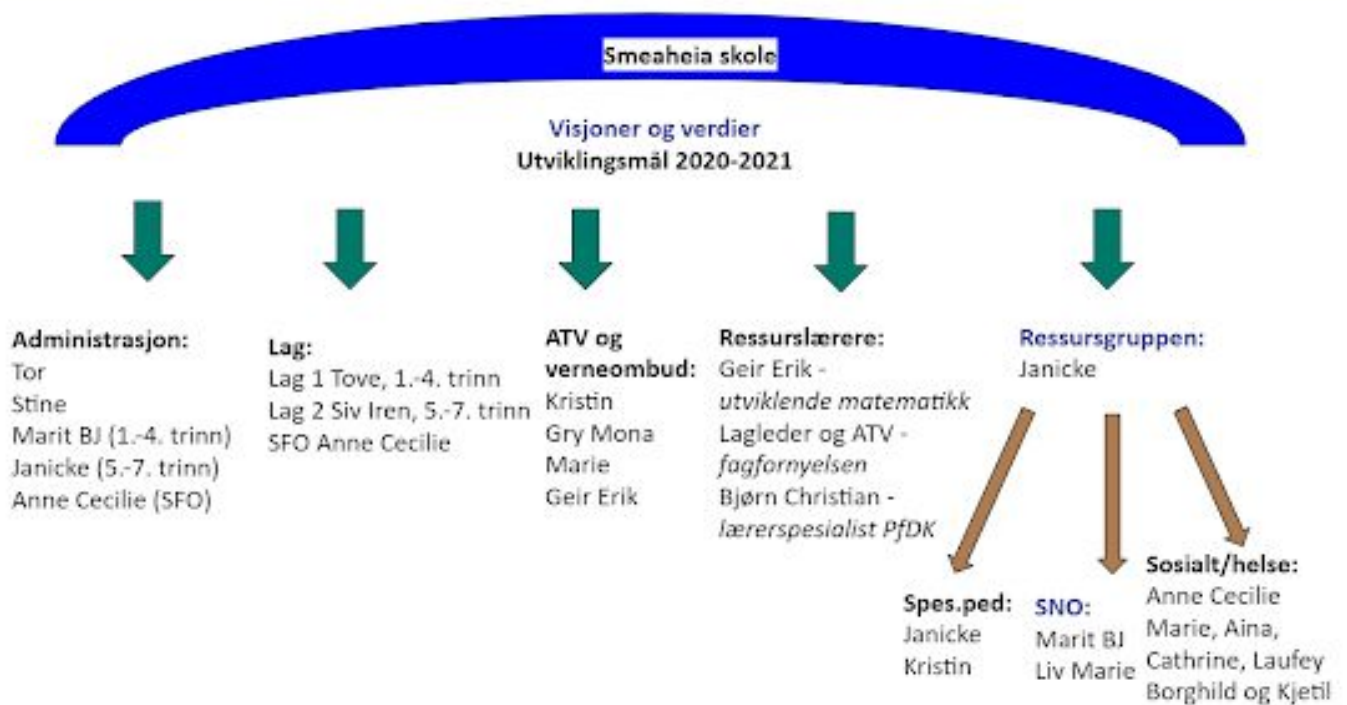 Smeaheia skole
Visjoner og verdier
Utviklingsmål 2020-2021
Administrasjon:
Tor
Stine
Marit BJ (1.-4. trinn)
Janicke (5.-7. trinn)
Anne Cecilie (SFO)
Lag:
Lag 1 Tove, 1.-4. trinn
Lag 2 Siv Iren, 5.-7. trinn
SFO Anne Cecilie
ATV og
verneombud:
Kristin
Gry Mona
Marie
Geir Erik
Ressurslærere:
Geir Erik -
utviklende matematikk
Lagleder og ATV -
fagfornyelsen
Bjørn Christian -
lærerspesialist PfDK
Ressursgruppen:
Janicke
Spes.ped:
Janicke
Kristin
SNO:
Marit BJ
Liv Marie
Sosialt/helse:
Anne Cecilie
Marie, Aina,
Cathrine, Laufey
Borghild og Kjetil